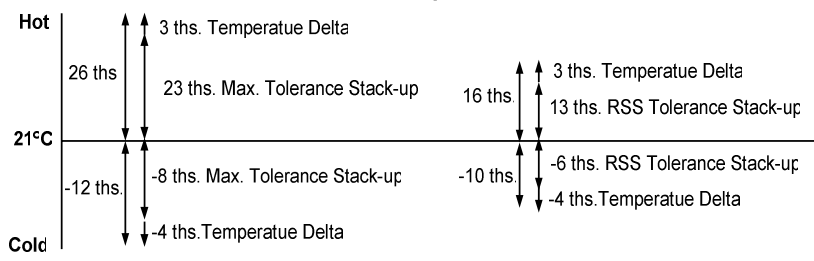 Hot
3 ths. Temperatue Delta
26 ths
23 ths. Max. Tolerance Stack-up
3 ths. Temperatue Delta
16 ths.
13 ths. RSS Tolerance Stack-up
21°C
-8 ths. Max. Tolerance Stack-up
-12 ths.
-6 ths. RSS Tolerance Stack-up
-10 ths.
-4 ths.Temperatue Delta
-4 ths.Temperatue Delta
Cold